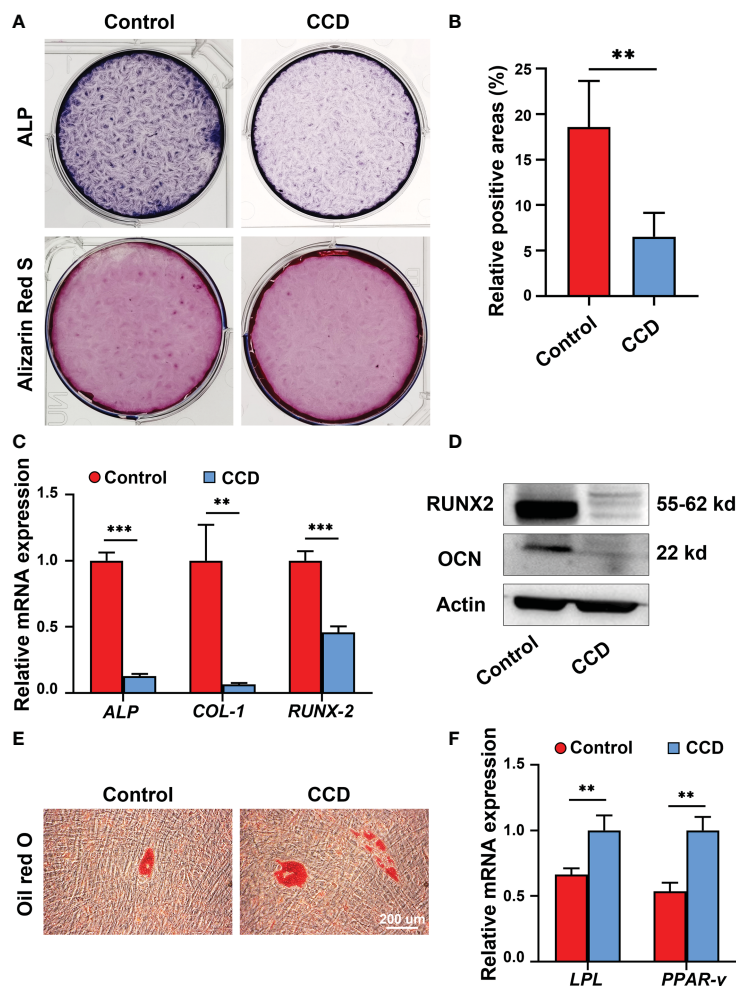 A
Control
CCD
ALP
Alizarin Red S
B
Relative positive areas (%)
25
20
15
10
5
0
**
Control
CCD
C
Control
CCD
Relative mRNA expression
1.5
1.0
0.5
0.0
***
**
***
ALP
COL-1
RUNX-2
D
RUNX2
55-62 kd
OCN
22 kd
Actin
Control
CCD
E
Control
CCD
Oil red O
200 um
F
Control
CCD
Relative mRNA expression
1.5
1.0
0.5
0.0
**
**
LPL
PPAR-v